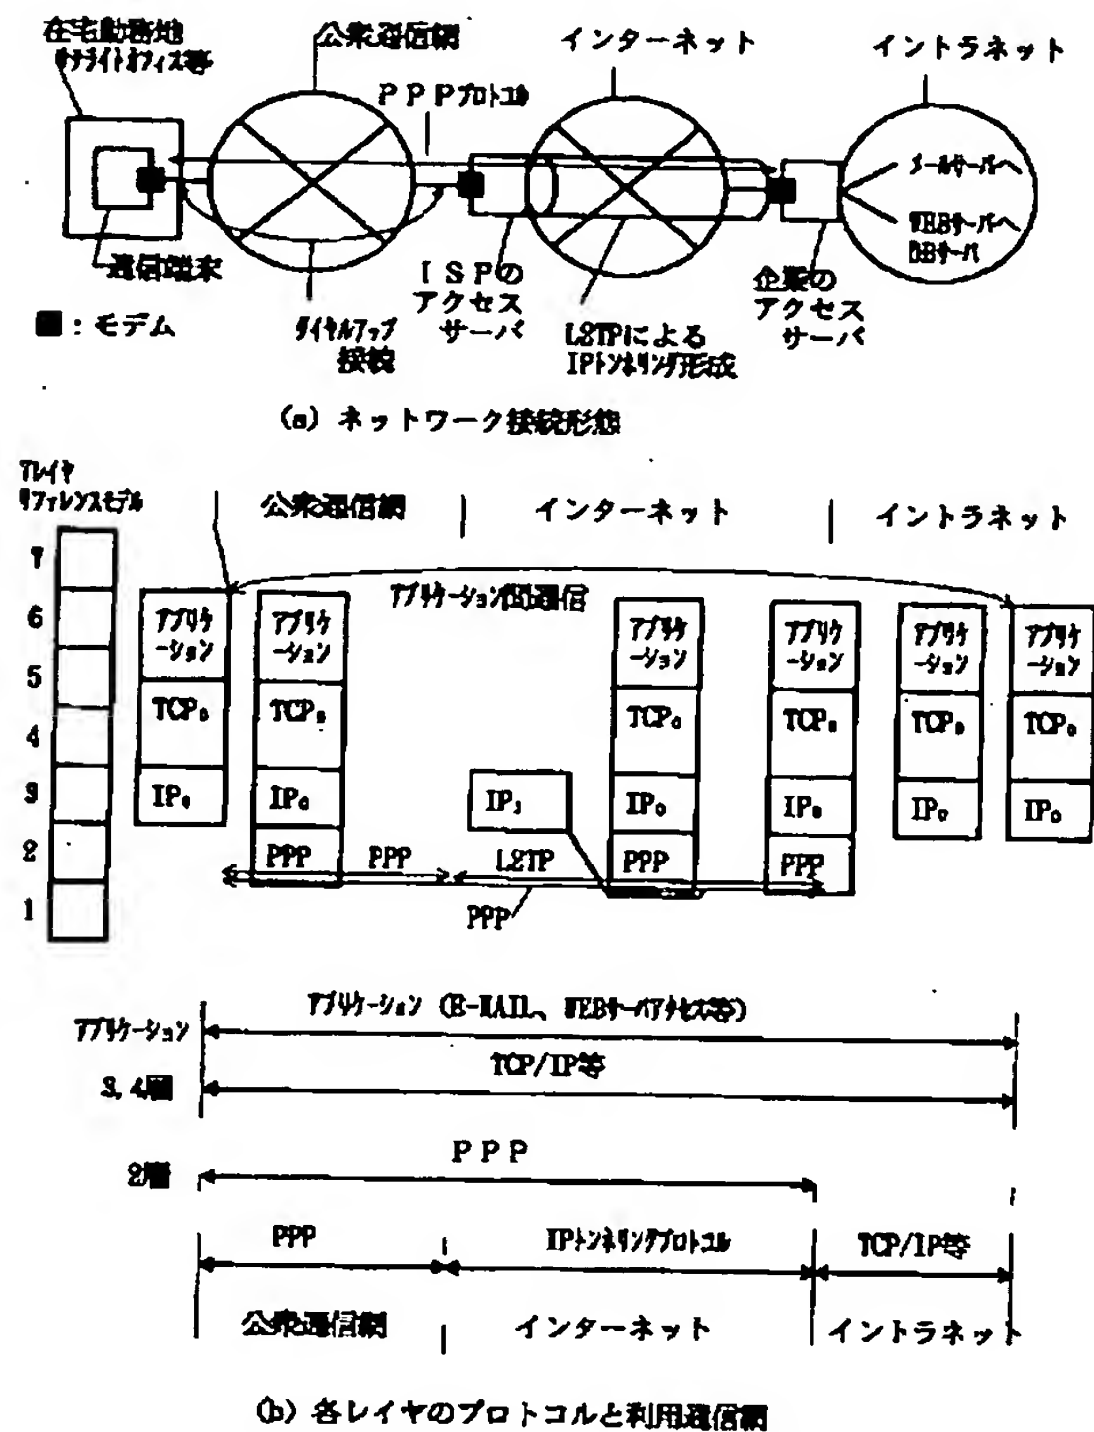 在宅勤務地
サテライトオフィス等
公衆通信網
インターネット
イントラネット
PPPプロトコル
メールサーバへ
WEBサーバへ
DBサーバ
通信端末
ISPの
アクセス
サーバ
企業の
アクセス
サーバ
■:モデム
ダイヤルアップ
接続
L2TPによる
IPトンネリング形成
(a) ネットワーク接続形態
7レイヤ
リファレンスモデル
公衆通信網
インターネット
イントラネット
7
6
5
4
3
2
1
アプリケーション間通信
アプリケ
ーション
TCP₀
IP₀
アプリケ
ーション
TCP₀
IP₀
PPP
PPP
IP₁
L2TP
PPP
アプリケ
ーション
TCP₀
IP₀
PPP
アプリケ
ーション
TCP₀
IP₀
PPP
アプリケ
ーション
TCP₀
IP₀
アプリケ
ーション
TCP₀
IP₀
アプリケーション
アプリケーション (E-MAIL、WEBサーバアクセス等)
3,4層
TCP/IP等
2層
PPP
PPP
IPトンネリングプロトコル
TCP/IP等
公衆通信網
インターネット
イントラネット
(b) 各レイヤのプロトコルと利用通信網